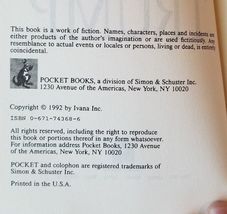 This book is a work of fiction. Names, characters, places and incidents are
either products of the author's imagination or are used fictitiously. Any
resemblance to actual events or locales or persons, living or dead, is entirely
coincidental.
POCKET BOOKS, a division of Simon & Schuster Inc.
1230 Avenue of the Americas, New York, NY 10020
Copyright © 1992 by Ivana Inc.
ISBN 0-671-74368-6
All rights reserved, including the right to reproduce
this book or portions thereof in any form whatsoever.
For information address Pocket Books, 1230 Avenue
of the Americas, New York, NY 10020
POCKET and colophon are registered trademarks of
Simon & Schuster Inc.
Printed in the U.S.A.